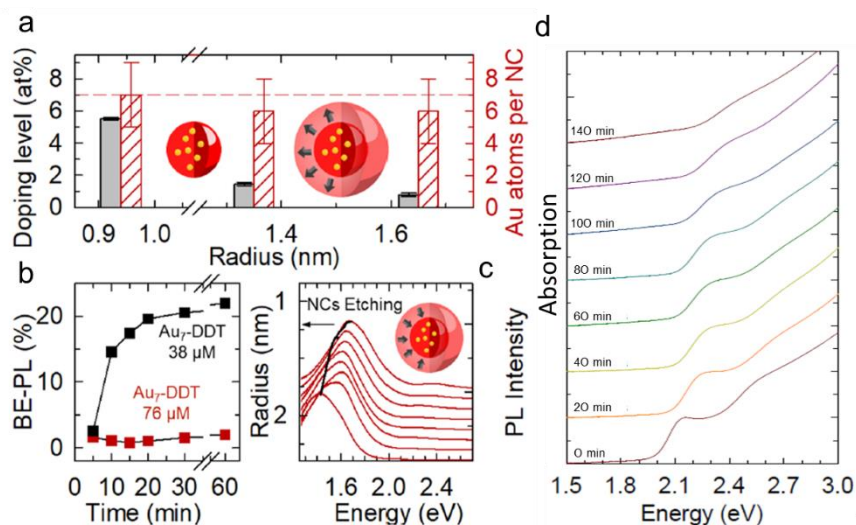 a
Doping level (at%)
8
6
4
2
0
0.9 1.0 1.4 1.6
Radius (nm)
8
6
4
2
0
Au atoms per NC
b
BE-PL (%)
20
10
0
Au7-DDT
38 μM
Au7-DDT
76 μM
0 10 20 30 60
Time (min)
Radius (nm)
1
2
NCs Etching
1.6 2.0 2.4
Energy (eV)
c
PL Intensity
d
Absorption
140 min
120 min
100 min
80 min
60 min
40 min
20 min
0 min
1.5 1.8 2.1 2.4 2.7 3.0
Energy (eV)